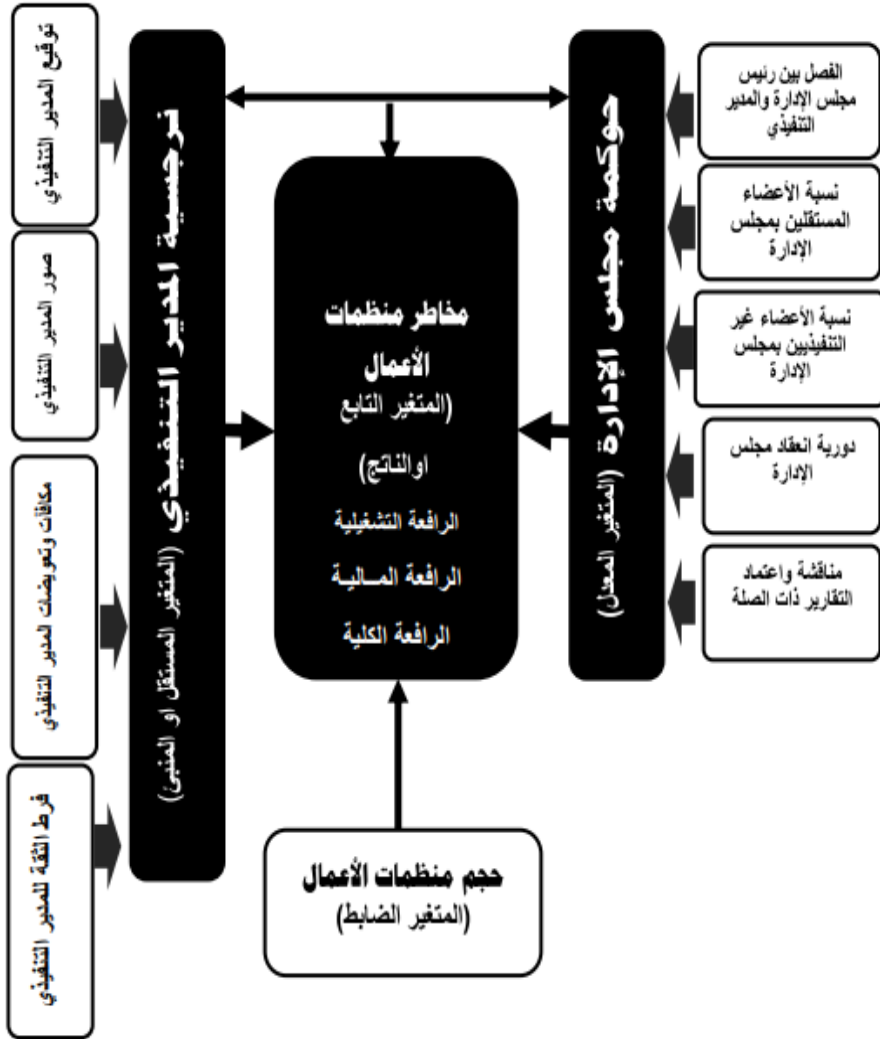 الفصل بين رئيس
مجلس الإدارة والمدير
التنفيذي
نسبة الأعضاء
المستقلين بمجلس
الإدارة
نسبة الأعضاء غير
التنفيذيين بمجلس
الإدارة
دورية انعقاد مجلس
الإدارة
مناقشة واعتماد
التقارير ذات الصلة
حوكمة مجلس الإدارة (المتغير المعدل)
مخاطر منظمات
الأعمال
(المتغير التابع
اوالناتج)
الرافعة التشغيلية
الرافعة المــالية
الرافعة الكلية
حجم منظمات الأعمال
(المتغير الضابط)
نرجسية المدير التنفيذي (المتغير المستقل او المنبئ)
توقيع المدير التنفيذي
صور المدير التنفيذي
مكافآت وتعويضات المدير التنفيذي
فرط الثقة للمدير التنفيذي